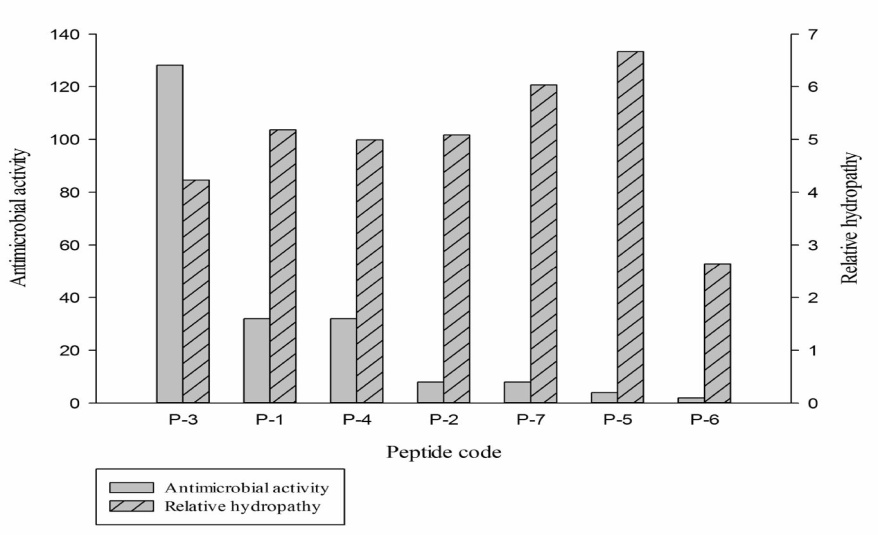 140
120
100
80
60
40
20
0
Antimicrobial activity
7
6
5
4
3
2
1
0
Relative hydropathy
P-3 P-1 P-4 P-2 P-7 P-5 P-6
Peptide code
Antimicrobial activity
Relative hydropathy